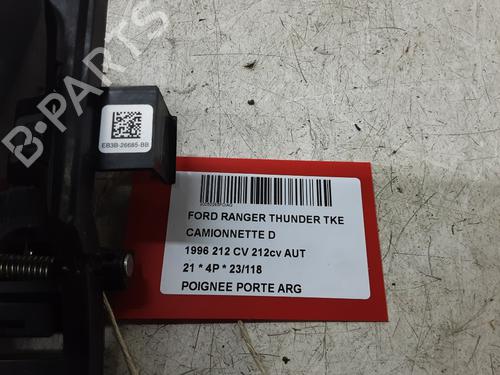 B-PARTS
EB3B-26685-BB
FORD RANGER THUNDER TKE
CAMIONNETTE D
1996 212 CV 212cv AUT
21 * 4P * 23/118
POIGNEE PORTE ARG